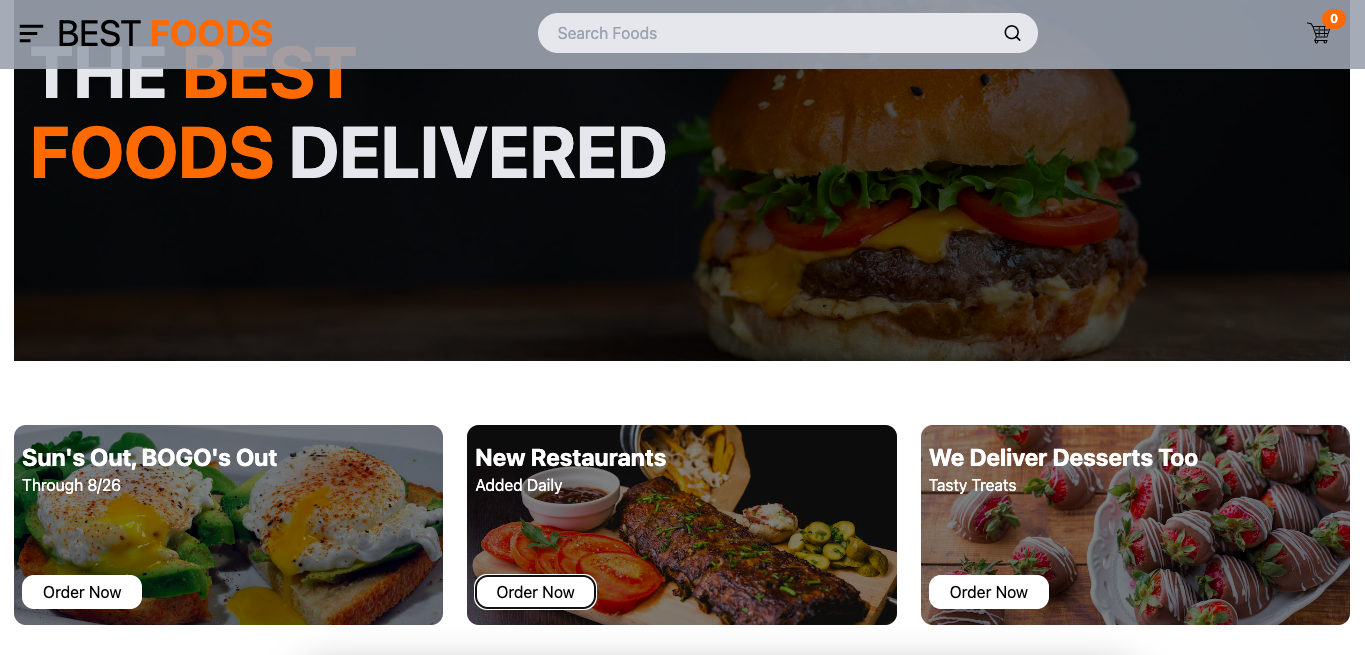 BEST FOODS
Search Foods
0
THE BEST
FOODS DELIVERED
Sun's Out, BOGO's Out
Through 8/26
Order Now
New Restaurants
Added Daily
Order Now
We Deliver Desserts Too
Tasty Treats
Order Now